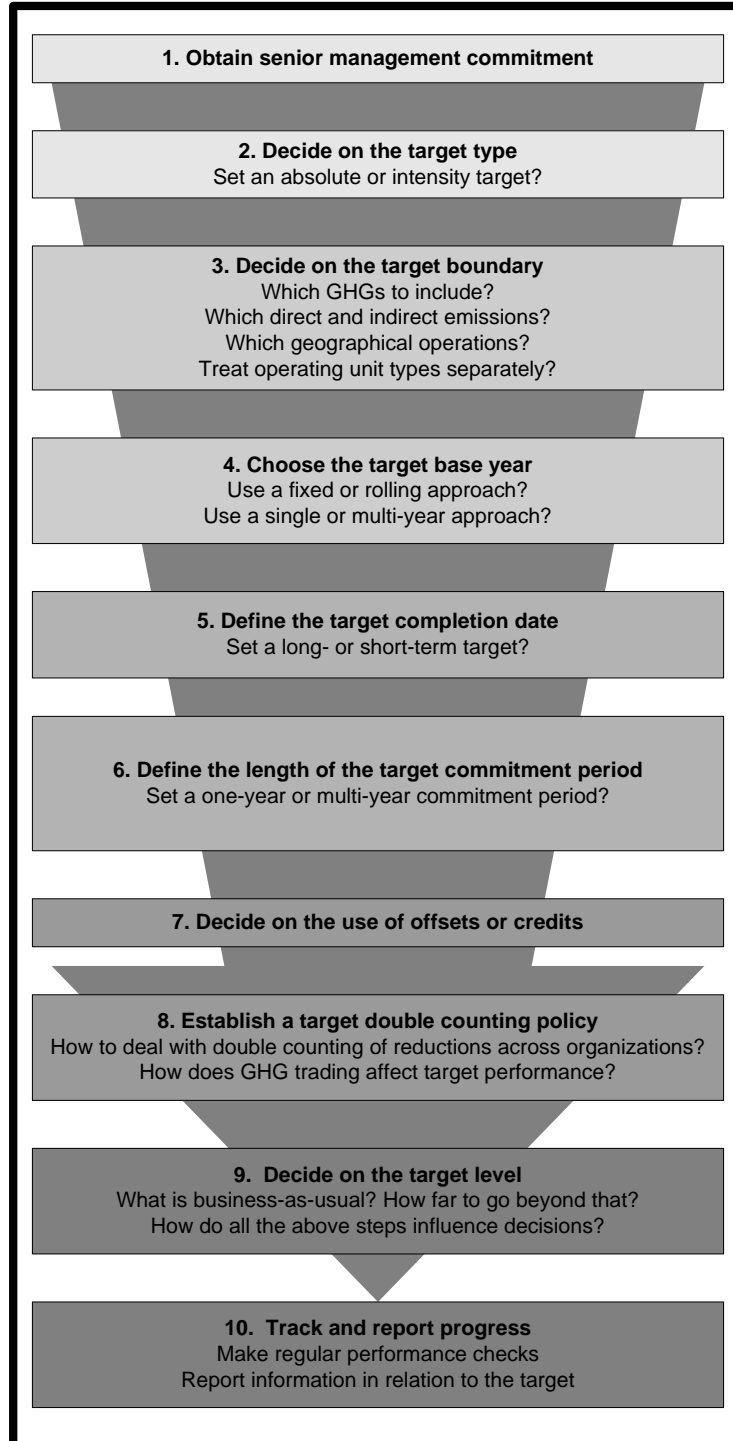 1. Obtain senior management commitment
2. Decide on the target type
Set an absolute or intensity target?
3. Decide on the target boundary
Which GHGs to include?
Which direct and indirect emissions?
Which geographical operations?
Treat operating unit types separately?
4. Choose the target base year
Use a fixed or rolling approach?
Use a single or multi-year approach?
5. Define the target completion date
Set a long- or short-term target?
6. Define the length of the target commitment period
Set a one-year or multi-year commitment period?
7. Decide on the use of offsets or credits
8. Establish a target double counting policy
How to deal with double counting of reductions across organizations?
How does GHG trading affect target performance?
9. Decide on the target level
What is business-as-usual? How far to go beyond that?
How do all the above steps influence decisions?
10. Track and report progress
Make regular performance checks
Report information in relation to the target